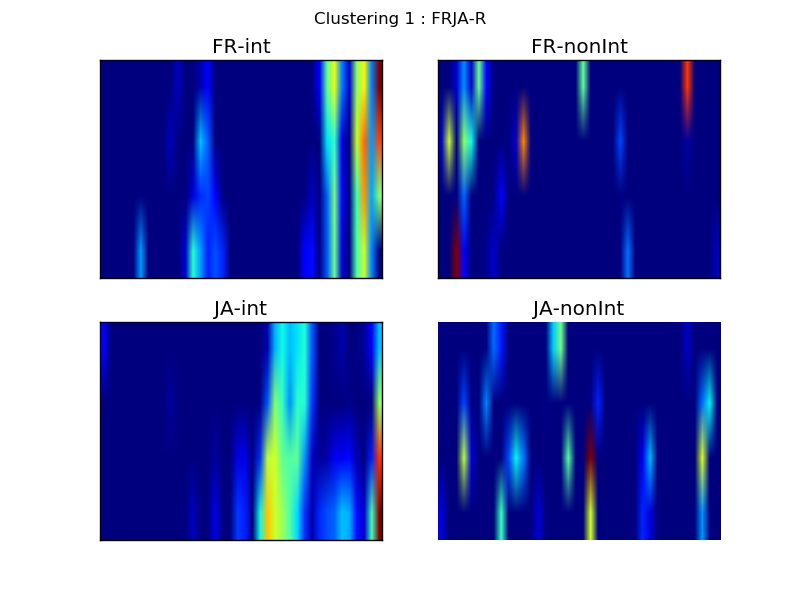 Clustering 1 : FRJA-R
FR-int
FR-nonInt
JA-int
JA-nonInt